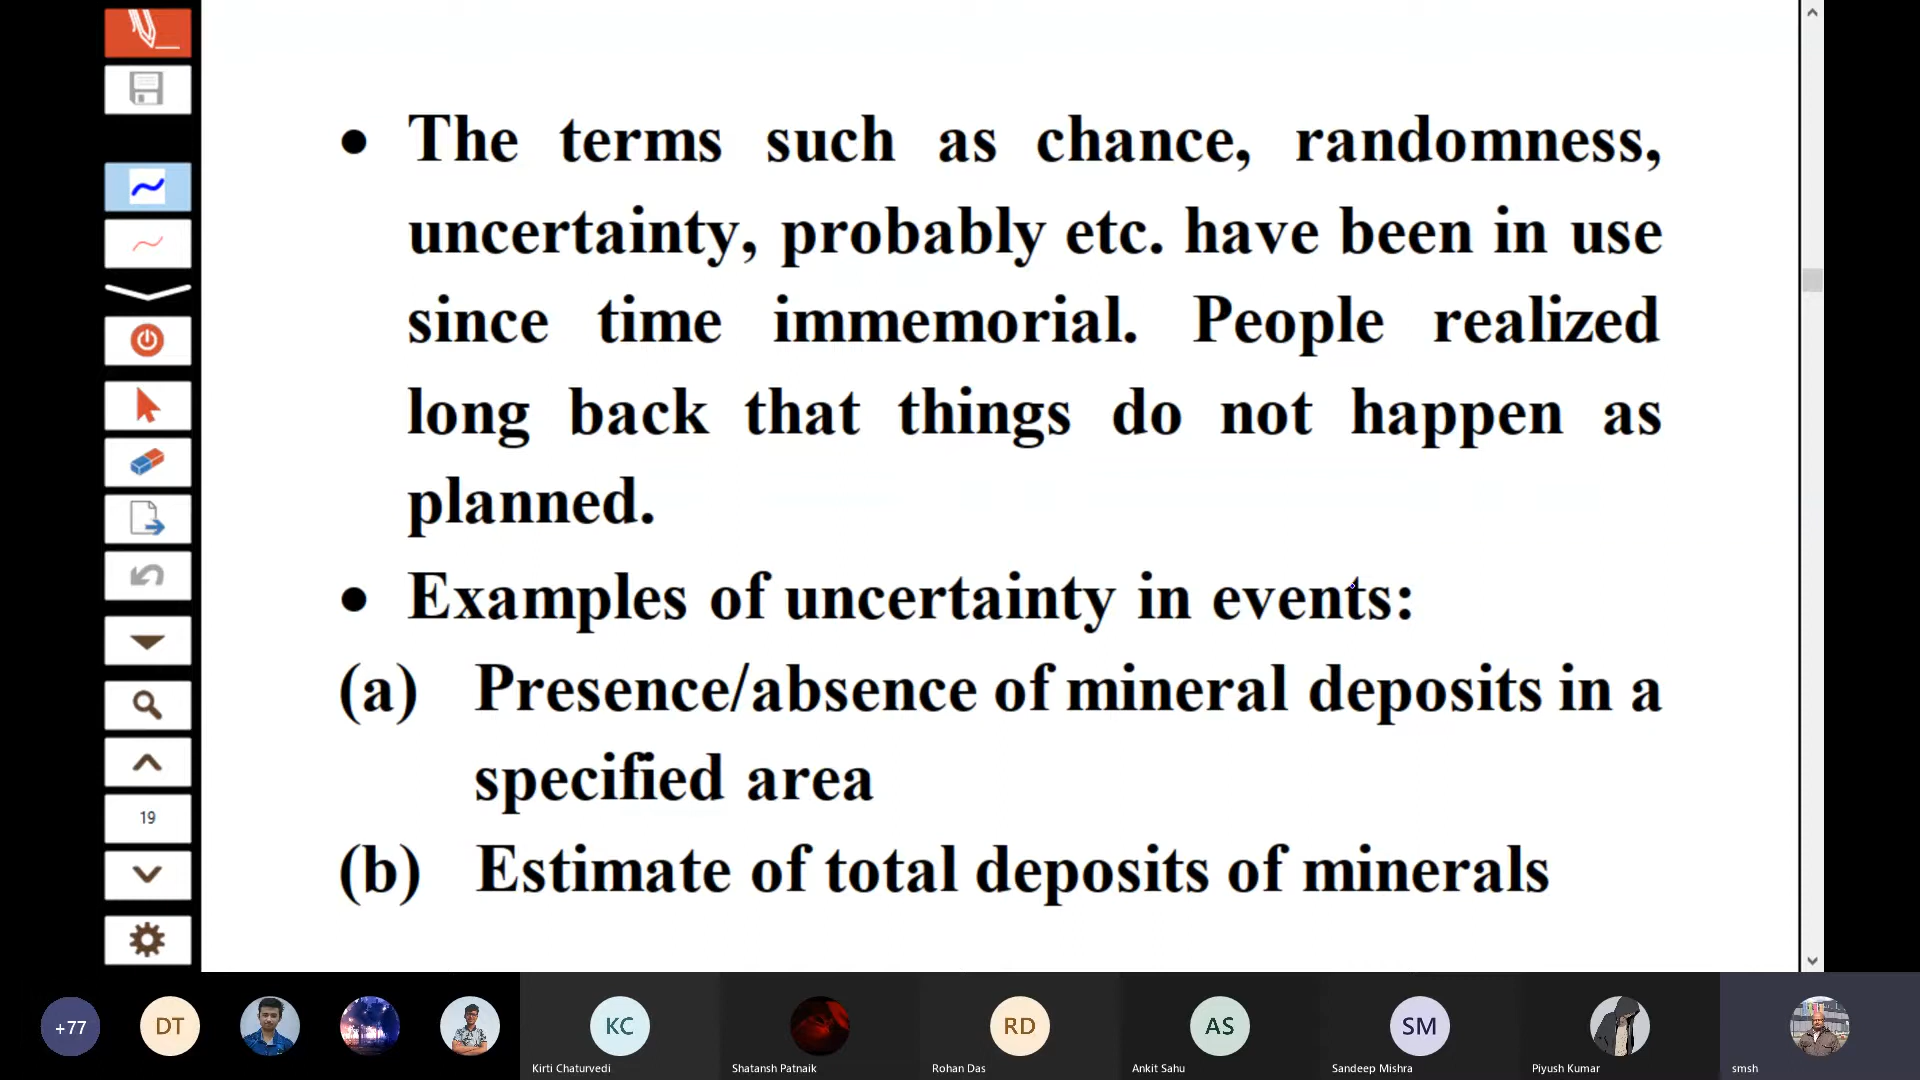 • The terms such as chance, randomness,
uncertainty, probably etc. have been in use
since time immemorial. People realized
long back that things do not happen as
planned.
• Examples of uncertainty in events:
(a) Presence/absence of mineral deposits in a
specified area
(b) Estimate of total deposits of minerals
19
+77
DT
KC
RD
AS
SM
Kirti Chaturvedi
Shatansh Patnaik
Rohan Das
Ankit Sahu
Sandeep Mishra
Piyush Kumar
smsh